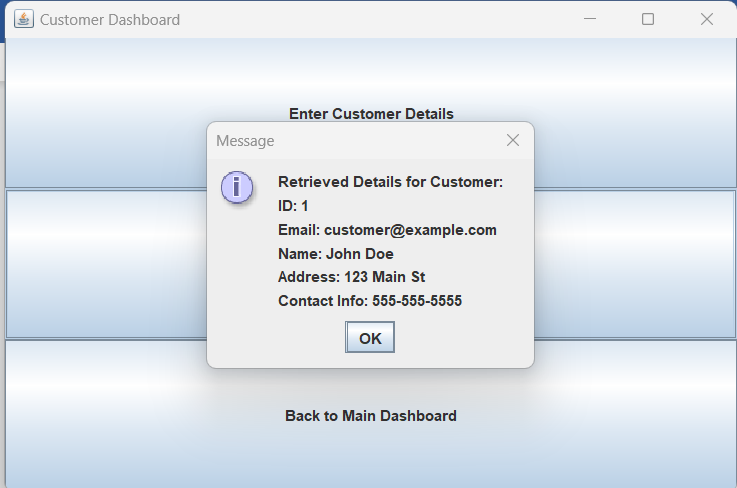 Customer Dashboard
Enter Customer Details
Message
Retrieved Details for Customer:
ID: 1
Email: customer@example.com
Name: John Doe
Address: 123 Main St
Contact Info: 555-555-5555
OK
Back to Main Dashboard